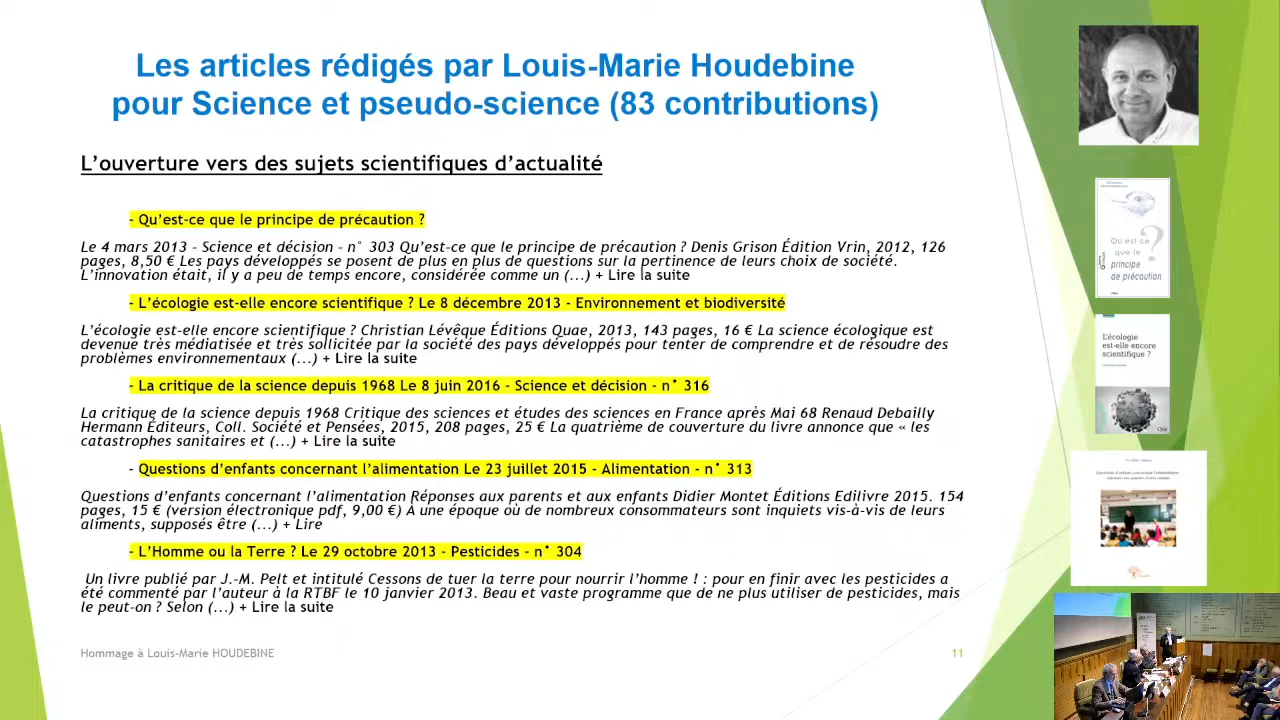 Les articles rédigés par Louis-Marie Houdebine
pour Science et pseudo-science (83 contributions)
L’ouverture vers des sujets scientifiques d’actualité
- Qu’est-ce que le principe de précaution ?
Le 4 mars 2013 - Science et décision - n° 303 Qu’est-ce que le principe de précaution ? Denis Grison Édition Vrin, 2012, 126
pages, 8,50 € Les pays développés se posent de plus en plus de questions sur la pertinence de leurs choix de société.
L’innovation était, il y a peu de temps encore, considérée comme un (...) + Lire la suite
- L’écologie est-elle encore scientifique ? Le 8 décembre 2013 - Environnement et biodiversité
L’écologie est-elle encore scientifique ? Christian Lévêque Éditions Quae, 2013, 143 pages, 16 € La science écologique est
devenue très médiatisée et très sollicitée par la société des pays développés pour tenter de comprendre et de résoudre des
problèmes environnementaux (...) + Lire la suite
- La critique de la science depuis 1968 Le 8 juin 2016 - Science et décision - n° 316
La critique de la science depuis 1968 Critique des sciences et études des sciences en France après Mai 68 Renaud Debailly
Hermann Éditeurs, Coll. Société et Pensées, 2015, 208 pages, 25 € La quatrième de couverture du livre annonce que « les
catastrophes sanitaires et (...) + Lire la suite
- Questions d’enfants concernant l’alimentation Le 23 juillet 2015 - Alimentation - n° 313
Questions d’enfants concernant l’alimentation Réponses aux parents et aux enfants Didier Montet Éditions Edilivre 2015. 154
pages, 15 € (version électronique pdf, 9,00 €) À une époque où de nombreux consommateurs sont inquiets vis-à-vis de leurs
aliments, supposés être (...) + Lire
- L’Homme ou la Terre ? Le 29 octobre 2013 - Pesticides - n° 304
Un livre publié par J.-M. Pelt et intitulé Cessons de tuer la terre pour nourrir l’homme ! : pour en finir avec les pesticides a
été commenté par l’auteur à la RTBF le 10 janvier 2013. Beau et vaste programme que de ne plus utiliser de pesticides, mais
le peut-on ? Selon (...) + Lire la suite
Hommage à Louis-Marie HOUDEBINE
11
Qu'est-ce
que le ?
principe
de précaution
L'écologie
est-elle encore
scientifique ?